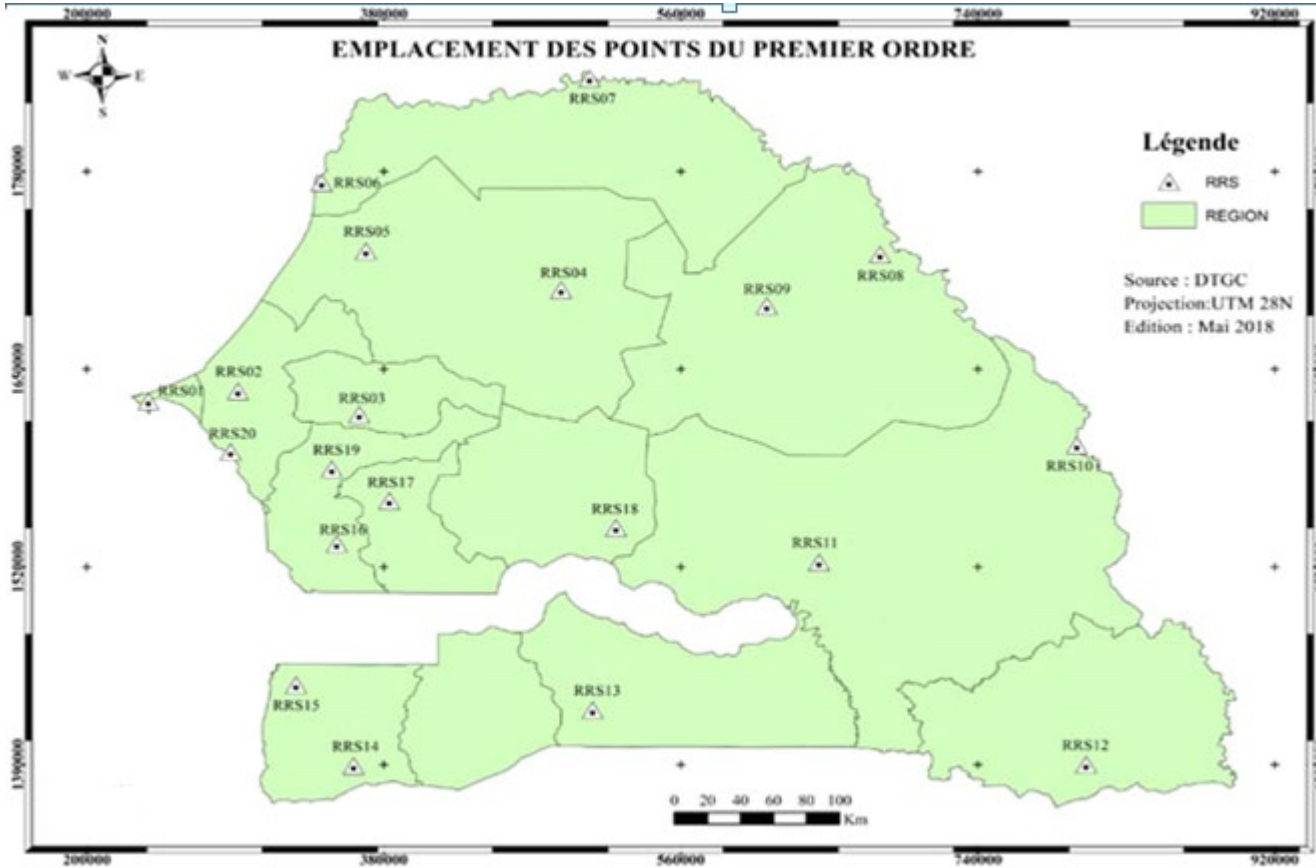 200000 380000 560000 740000 920000
EMPLACEMENT DES POINTS DU PREMIER ORDRE
N
W E
S
RRS07
Légende
RRS
REGION
1780000
RRS06
RRS05
RRS04
RRS08
RRS09
Source : DTGC
Projection:UTM 28N
Edition : Mai 2018
1650000
RRS02
RRS01
RRS03
RRS20
RRS19
RRS17
RRS101
RRS18
RRS16
RRS11
1520000
RRS13
RRS15
RRS14
RRS12
1390000
0 20 40 60 80 100
Km
200000 380000 560000 740000 920000